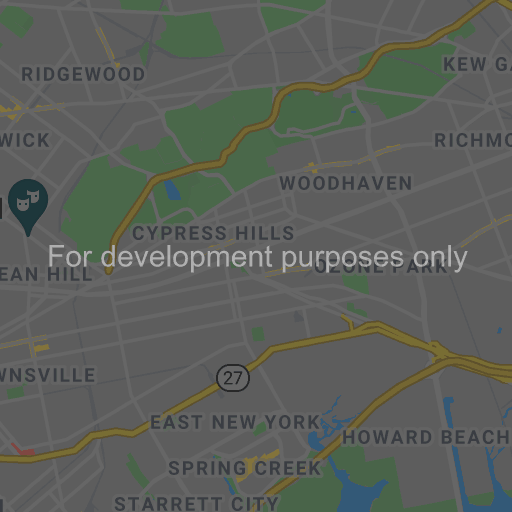 RIDGEWOOD
KEW GA
WICK
RICHMO
WOODHAVEN
CYPRESS HILLS
For development purposes only
EAN HILL
OZONE PARK
WNSVILLE
27
EAST NEW YORK
HOWARD BEACH
SPRING CREEK
STARRETT CITY